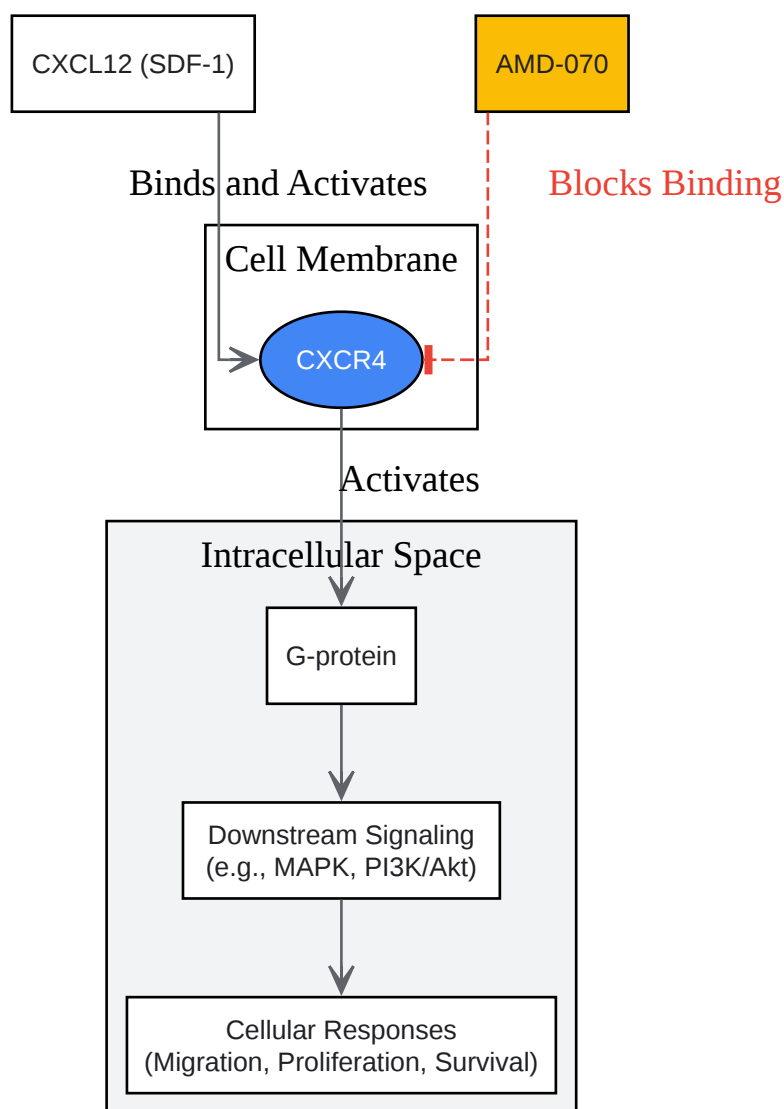 CXCL12 (SDF-1)
AMD-070
Binds and Activates
Blocks Binding
Cell Membrane
CXCR4
Activates
Intracellular Space
G-protein
Downstream Signaling
(e.g., MAPK, PI3K/Akt)
Cellular Responses
(Migration, Proliferation, Survival)